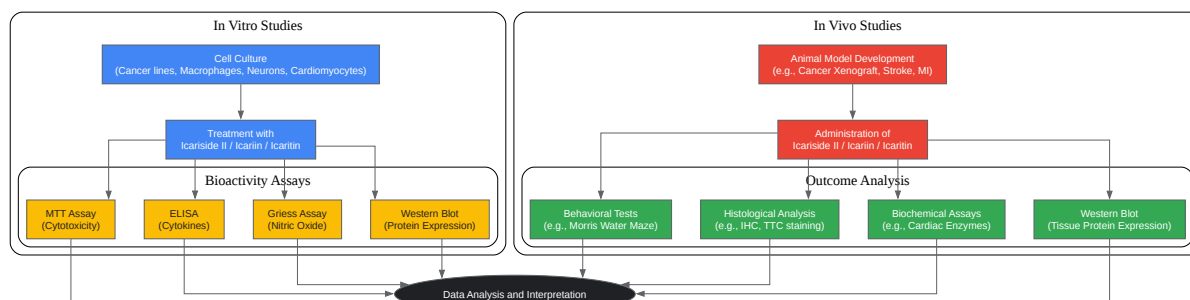 In Vitro Studies
Cell Culture
(Cancer lines, Macrophages, Neurons, Cardiomyocytes)
Treatment with
Icariside II / Icariin / Icaritin
Bioactivity Assays
MTT Assay
(Cytotoxicity)
ELISA
(Cytokines)
Griess Assay
(Nitric Oxide)
Western Blot
(Protein Expression)
In Vivo Studies
Animal Model Development
(e.g., Cancer Xenograft, Stroke, MI)
Administration of
Icariside II / Icariin / Icaritin
Outcome Analysis
Behavioral Tests
(e.g., Morris Water Maze)
Histological Analysis
(e.g., IHC, TTC staining)
Biochemical Assays
(e.g., Cardiac Enzymes)
Western Blot
(Tissue Protein Expression)
Data Analysis and Interpretation